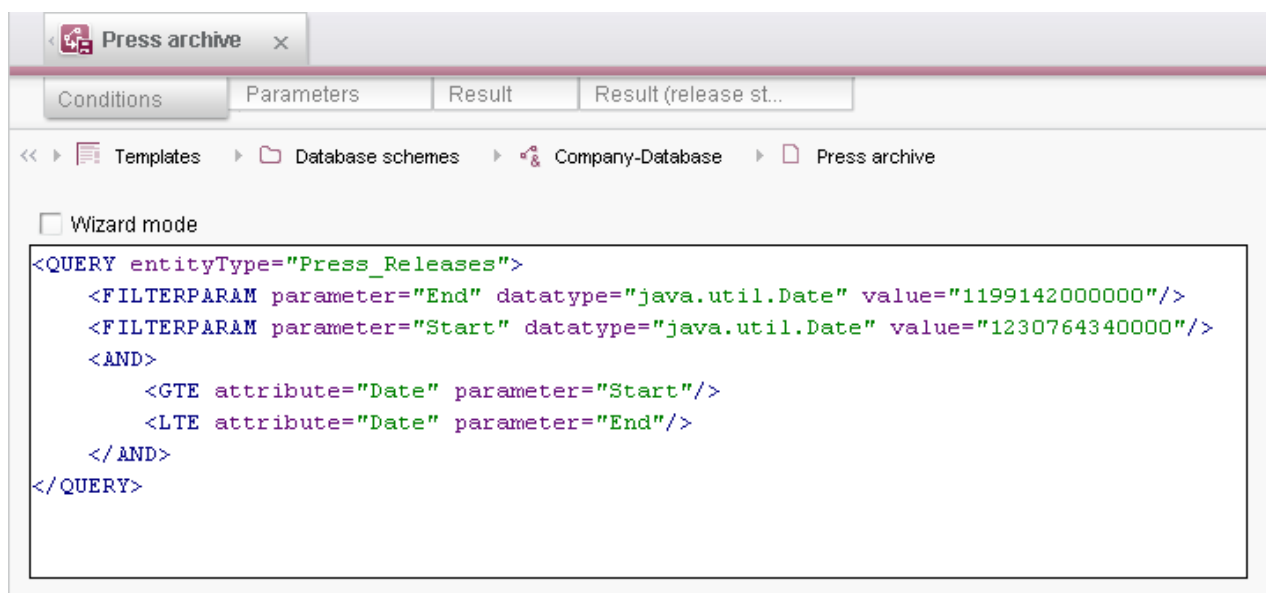 Press archive
Conditions Parameters Result Result (release st...
<< Templates Database schemes Company-Database Press archive
Wizard mode
<QUERY entityType="Press_Releases">
<FILTERPARAM parameter="End" datatype="java.util.Date" value="1199142000000"/>
<FILTERPARAM parameter="Start" datatype="java.util.Date" value="1230764340000"/>
<AND>
<GTE attribute="Date" parameter="Start"/>
<LTE attribute="Date" parameter="End"/>
</AND>
</QUERY>